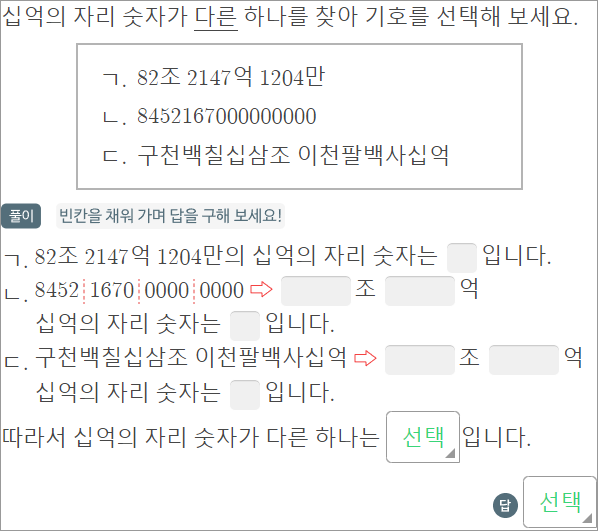 십억의 자리 숫자가 다른 하나를 찾아 기호를 선택해 보세요.
ㄱ. 82조 2147억 1204만
ㄴ. 8452167000000000
ㄷ. 구천백칠십삼조 이천팔백사십억
풀이 빈칸을 채워 가며 답을 구해 보세요!
ㄱ. 82조 2147억 1204만의 십억의 자리 숫자는 입니다.
ㄴ. 8452 1670 0000 0000 ⇨ 조 억
십억의 자리 숫자는 입니다.
ㄷ. 구천백칠십삼조 이천팔백사십억 ⇨ 조 억
십억의 자리 숫자는 입니다.
따라서 십억의 자리 숫자가 다른 하나는 선택 입니다.
답 선택